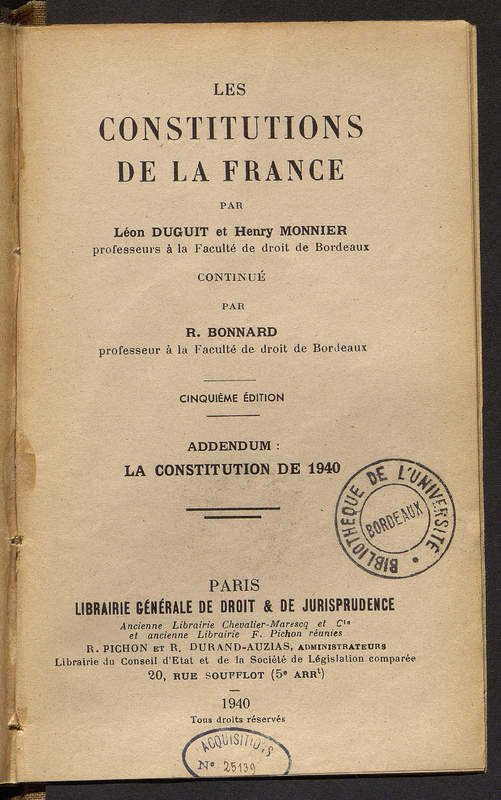 LES
CONSTITUTIONS
DE LA FRANCE
PAR
Léon DUGUIT et Henry MONNIER
professeurs à la Faculté de droit de Bordeaux
CONTINUÉ
PAR
R. BONNARD
professeur à la Faculté de droit de Bordeaux
CINQUIÈME ÉDITION
ADDENDUM :
LA CONSTITUTION DE 1940
BIBLIOTHÈQUE DE L'UNIVERSITÉ
BORDEAUX
PARIS
LIBRAIRIE GÉNÉRALE DE DROIT & DE JURISPRUDENCE
Ancienne Librairie Chevalier-Marescq et Cie
et ancienne Librairie F. Pichon réunies
R. PICHON ET R. DURAND-AUZIAS, ADMINISTRATEURS
Librairie du Conseil d'Etat et de la Société de Législation comparée
20, RUE SOUFFLOT (5e ARRt)
1940
Tous droits réservés
ACQUISITIONS
No 25139